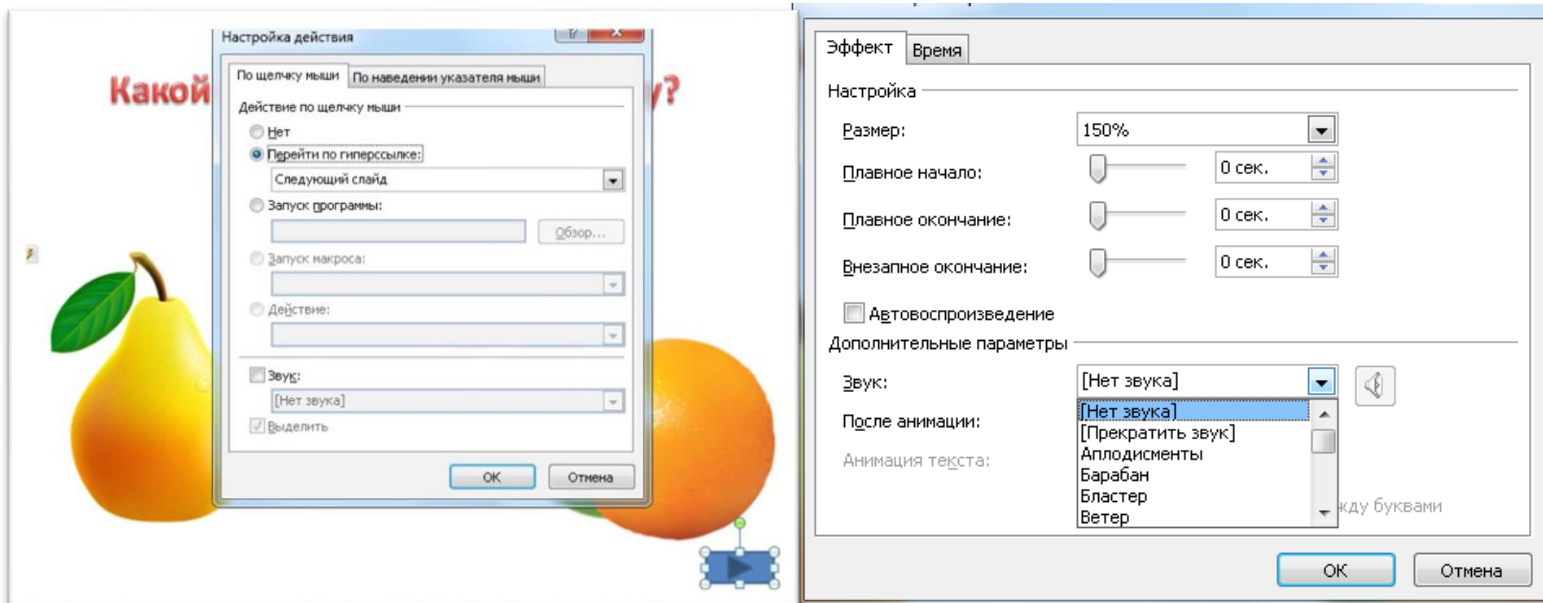 Настройка действия
По щелчку мыши По наведении указателя мыши
Какой у?
Действие по щелчку мыши
Нет
Перейти по гиперссылке:
Следующий слайд
Запуск программы:
Обзор...
Запуск макроса:
Действие:
Звук:
[Нет звука]
Выделить
ОК Отмена
Эффект Время
Настройка
Размер: 150%
Плавное начало: 0 сек.
Плавное окончание: 0 сек.
Внезапное окончание: 0 сек.
Автовоспроизведение
Дополнительные параметры
Звук: [Нет звука]
[Нет звука]
После анимации: [Прекратить звук]
Аплодисменты
Анимация текста: Барабан
Бластер
Ветер жду буквами
ОК Отмена